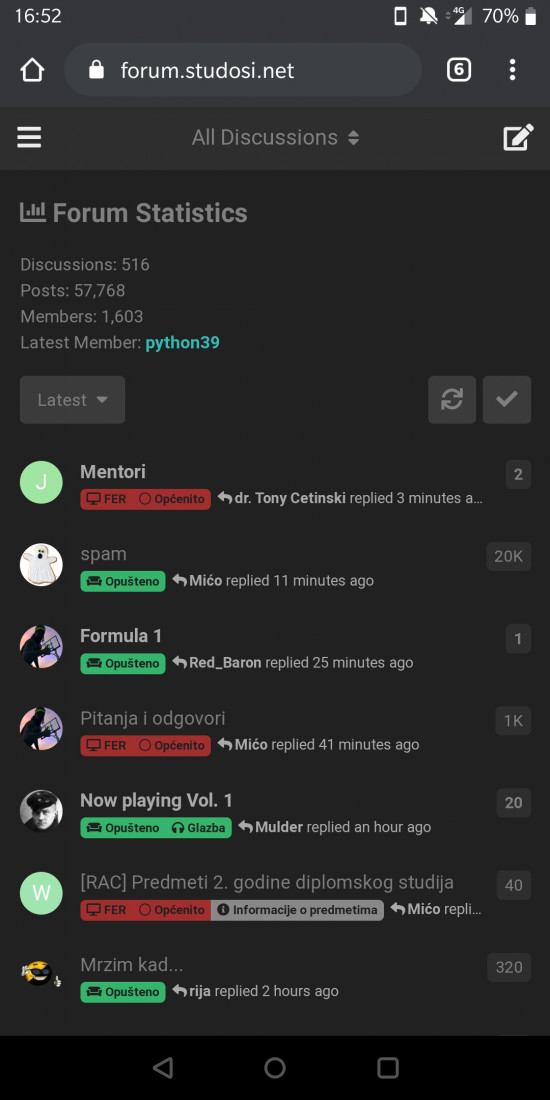 16:52
4G
70%
forum.studosi.net
6
All Discussions
Forum Statistics
Discussions: 516
Posts: 57,768
Members: 1,603
Latest Member: python39
Latest
J
Mentori
2
FER Općenito dr. Tony Cetinski replied 3 minutes a...
spam
20K
Opušteno Mićo replied 11 minutes ago
Formula 1
1
Opušteno Red_Baron replied 25 minutes ago
Pitanja i odgovori
1K
FER Općenito Mićo replied 41 minutes ago
Now playing Vol. 1
20
Opušteno Glazba Mulder replied an hour ago
W
[RAC] Predmeti 2. godine diplomskog studija
40
FER Općenito Informacije o predmetima Mićo repli...
Mrzim kad...
320
Opušteno rija replied 2 hours ago